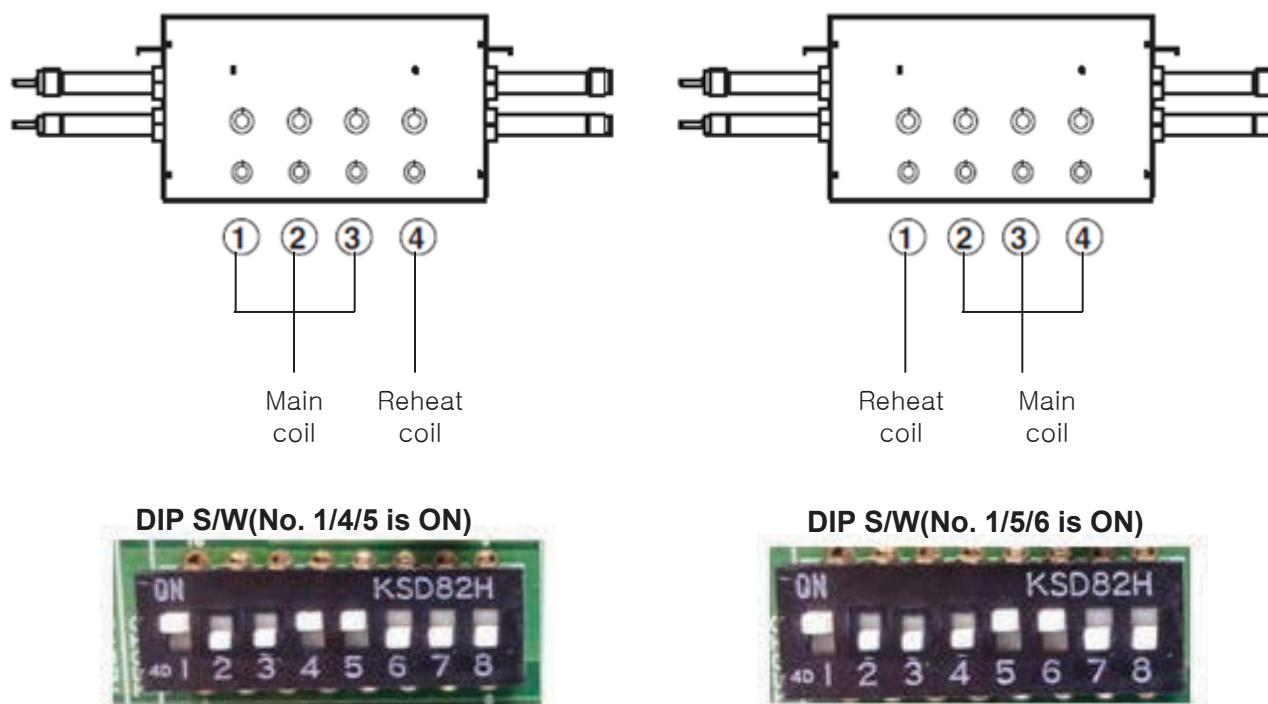 ① ② ③ ④
Main coil
Reheat coil
① ② ③ ④
Reheat coil
Main coil
DIP S/W(No. 1/4/5 is ON)
ON KSD82H
1 2 3 4 5 6 7 8
DIP S/W(No. 1/5/6 is ON)
ON KSD82H
1 2 3 4 5 6 7 8